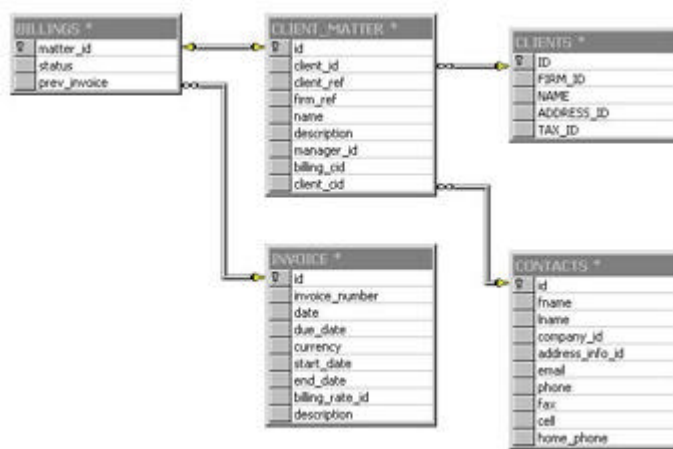 BILLINGS *
matter_id
status
prev_invoice
CLIENT_MATTER *
id
client_id
client_ref
firm_ref
name
description
manager_id
billing_cid
client_cid
CLIENTS *
ID
FIRM_ID
NAME
ADDRESS_ID
TAX_ID
INVOICE *
id
invoice_number
date
due_date
currency
start_date
end_date
billing_rate_id
description
CONTACTS *
id
fname
lname
company_id
address_info_id
email
phone
fax
cell
home_phone